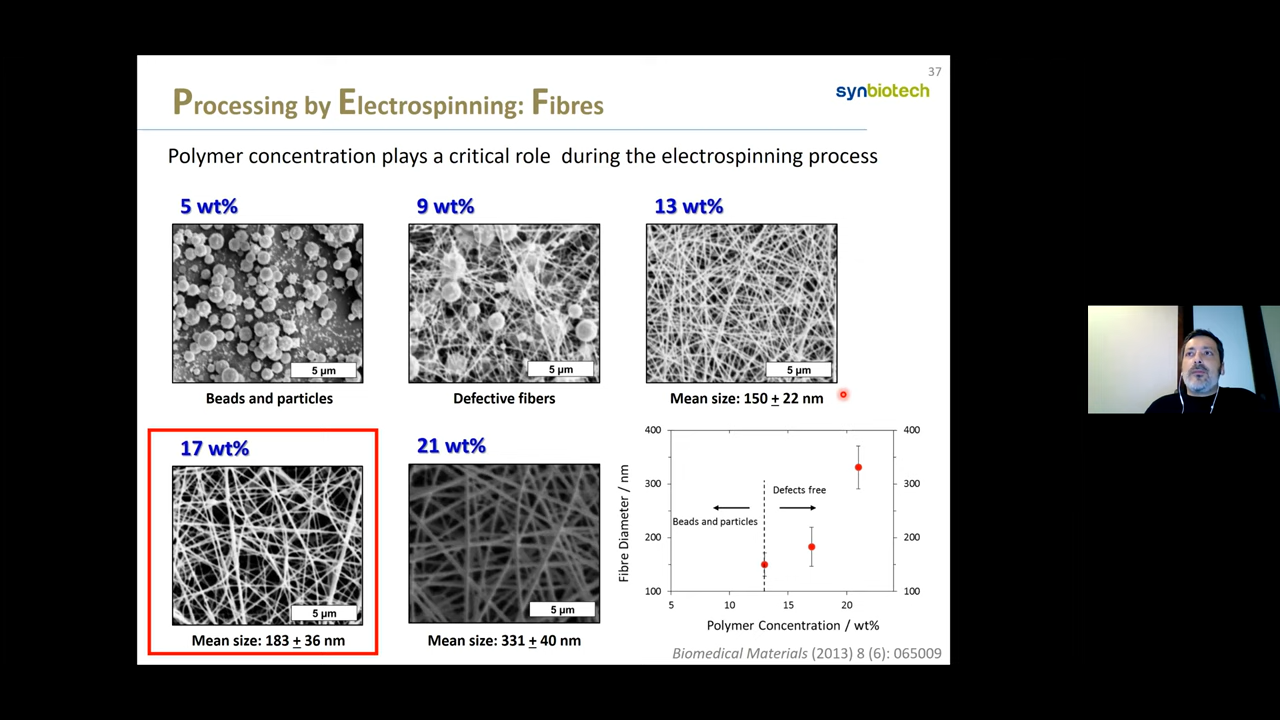 37
synbiotech
Processing by Electrospinning: Fibres
Polymer concentration plays a critical role during the electrospinning process
5 wt%
9 wt%
13 wt%
5 µm
5 µm
5 µm
Beads and particles
Defective fibers
Mean size: 150 ± 22 nm
17 wt%
21 wt%
5 µm
5 µm
Mean size: 183 ± 36 nm
Mean size: 331 ± 40 nm
400
300
200
100
Fibre Diameter / nm
Defects free
Beads and particles
400
300
200
100
5 10 15 20
Polymer Concentration / wt%
Biomedical Materials (2013) 8 (6): 065009